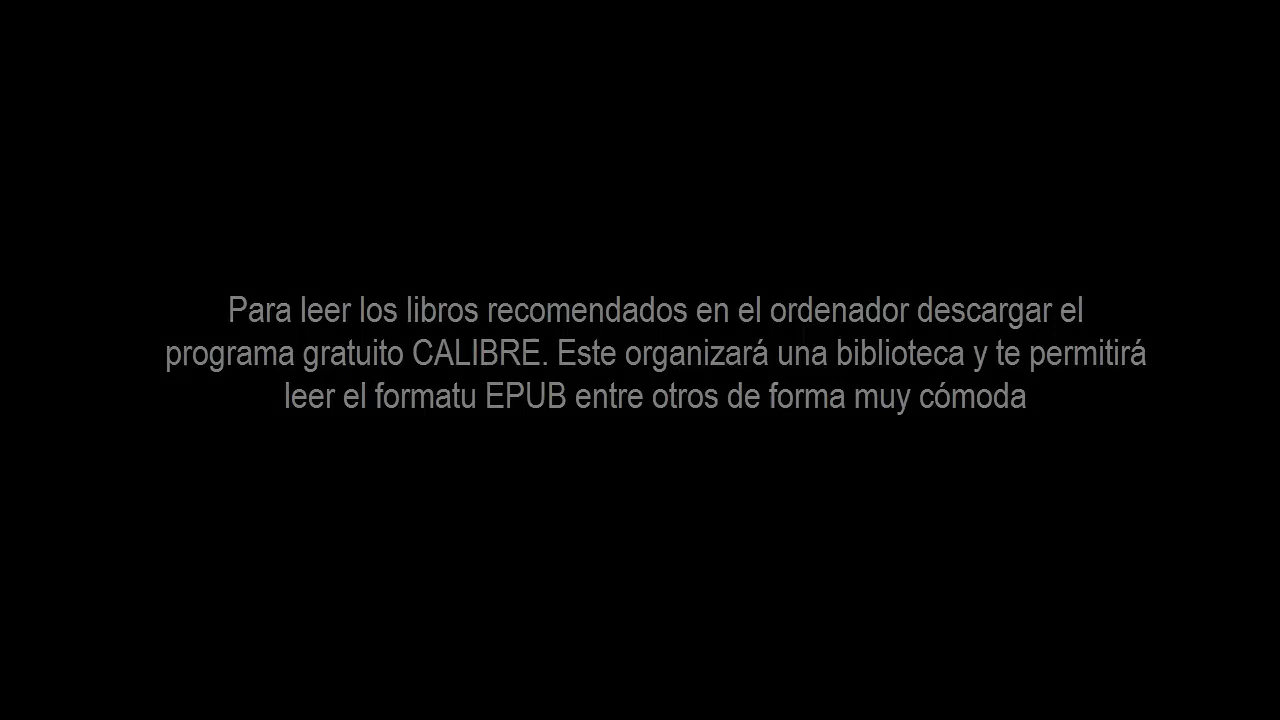 Para leer los libros recomendados en el ordenador descargar el
programa gratuito CALIBRE. Este organizará una biblioteca y te permitirá
leer el formatu EPUB entre otros de forma muy cómoda